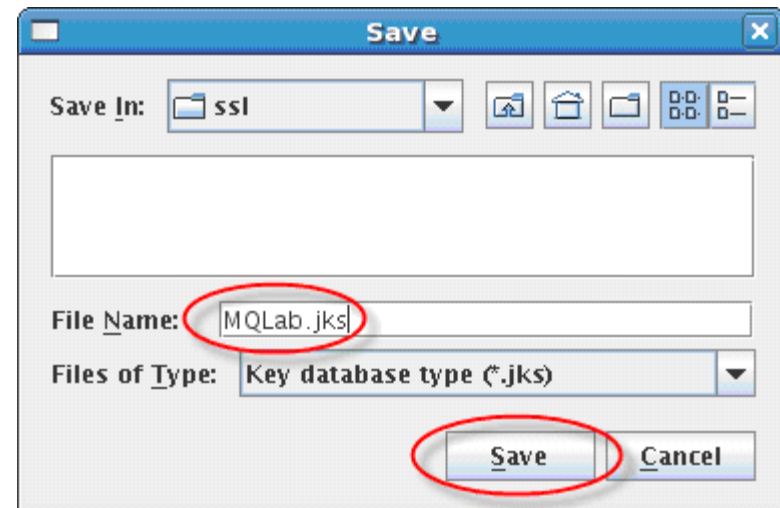 Save
Save In: ssl
File Name: MQLab.jks
Files of Type: Key database type (*.jks)
Save Cancel